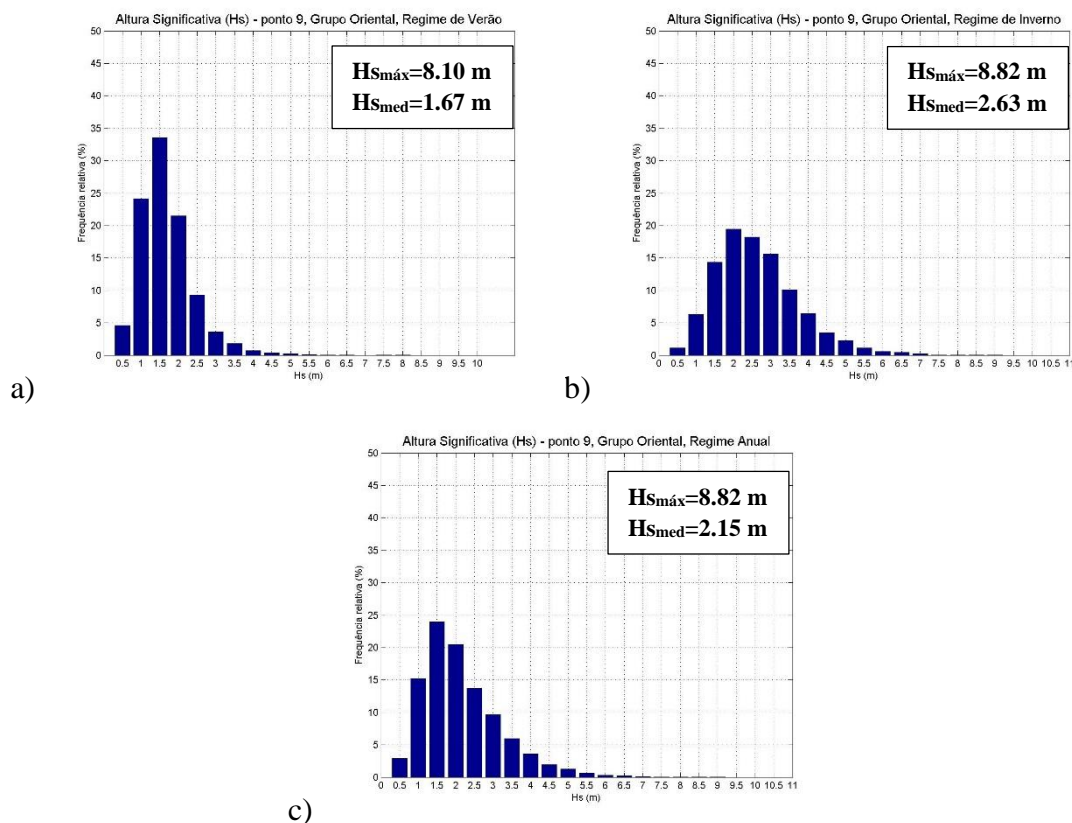 Altura Significativa (Hs) - ponto 9, Grupo Oriental, Regime de Verão
Hsmáx=8.10 m
Hsmed=1.67 m
Frequência relativa (%)
50
45
40
35
30
25
20
15
10
5
0
0.5 1 1.5 2 2.5 3 3.5 4 4.5 5 5.5 6 6.5 7 7.5 8 8.5 9 9.5 10
Hs (m)
a)
Altura Significativa (Hs) - ponto 9, Grupo Oriental, Regime de Inverno
Hsmáx=8.82 m
Hsmed=2.63 m
Frequência relativa (%)
50
45
40
35
30
25
20
15
10
5
0
0 0.5 1 1.5 2 2.5 3 3.5 4 4.5 5 5.5 6 6.5 7 7.5 8 8.5 9 9.5 10 10.5 11
Hs (m)
b)
Altura Significativa (Hs) - ponto 9, Grupo Oriental, Regime Anual
Hsmáx=8.82 m
Hsmed=2.15 m
Frequência relativa (%)
50
45
40
35
30
25
20
15
10
5
0
0 0.5 1 1.5 2 2.5 3 3.5 4 4.5 5 5.5 6 6.5 7 7.5 8 8.5 9 9.5 10 10.5 11
Hs (m)
c)